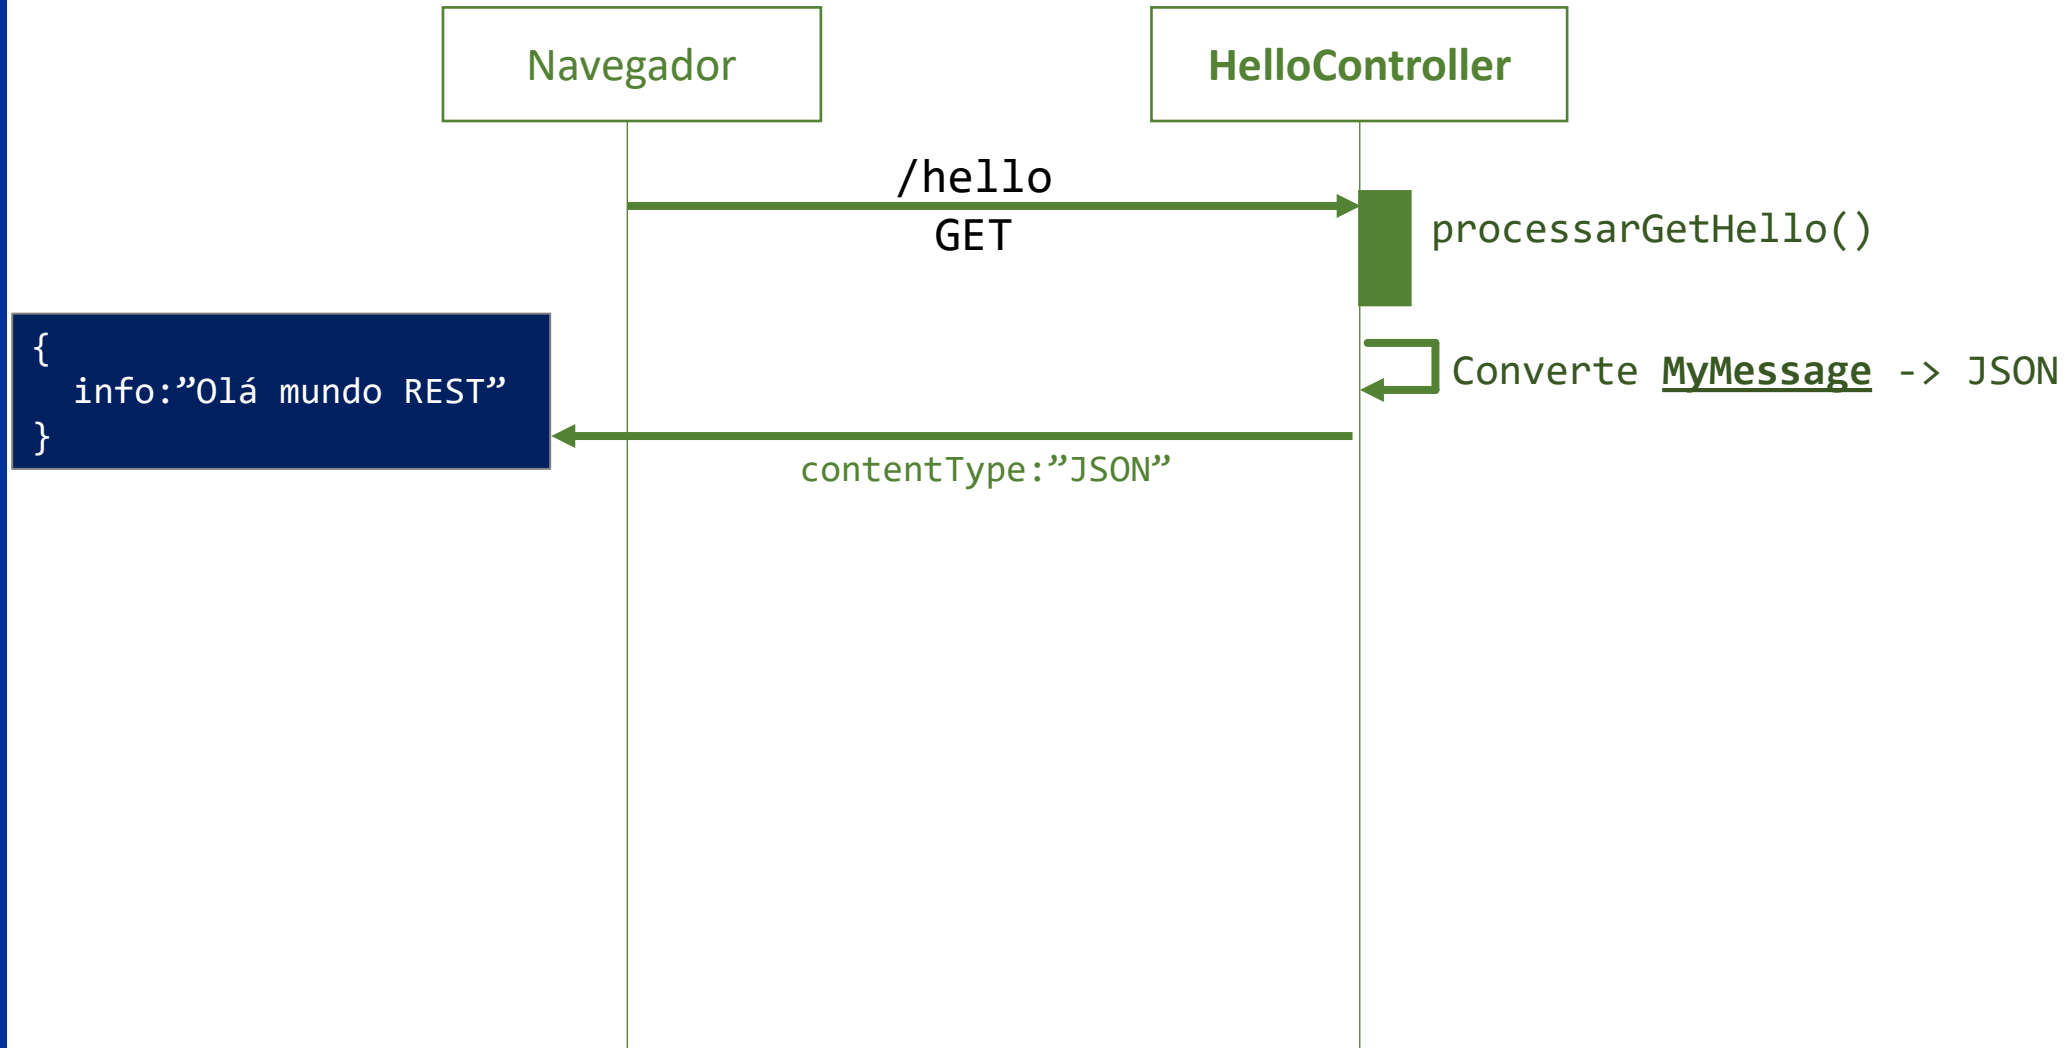 Navegador
HelloController
/hello
GET
processarGetHello()
{
info:”Olá mundo REST”
}
Converte MyMessage -> JSON
contentType:”JSON”